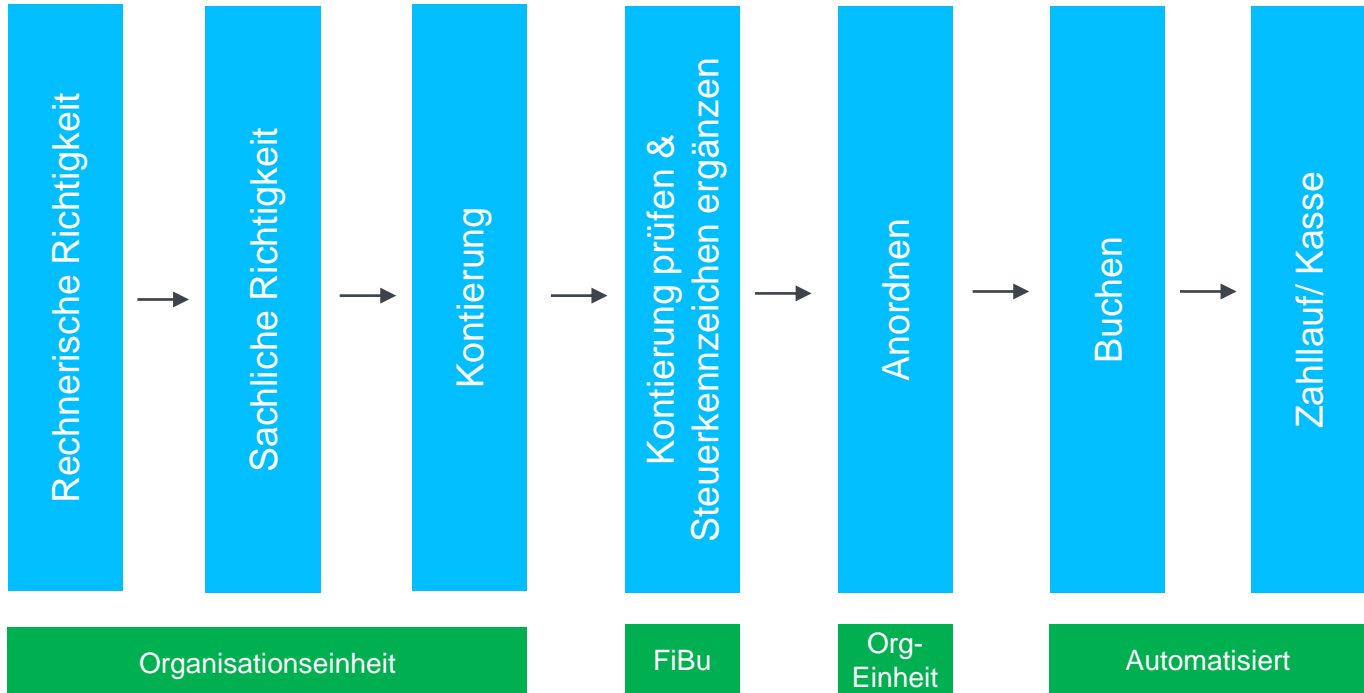 Rechnerische Richtigkeit
Sachliche Richtigkeit
Kontierung
Kontierung prüfen &
Steuerkennzeichen ergänzen
Anordnen
Buchen
Zahllauf/ Kasse
Organisationseinheit
FiBu
Org-
Einheit
Automatisiert